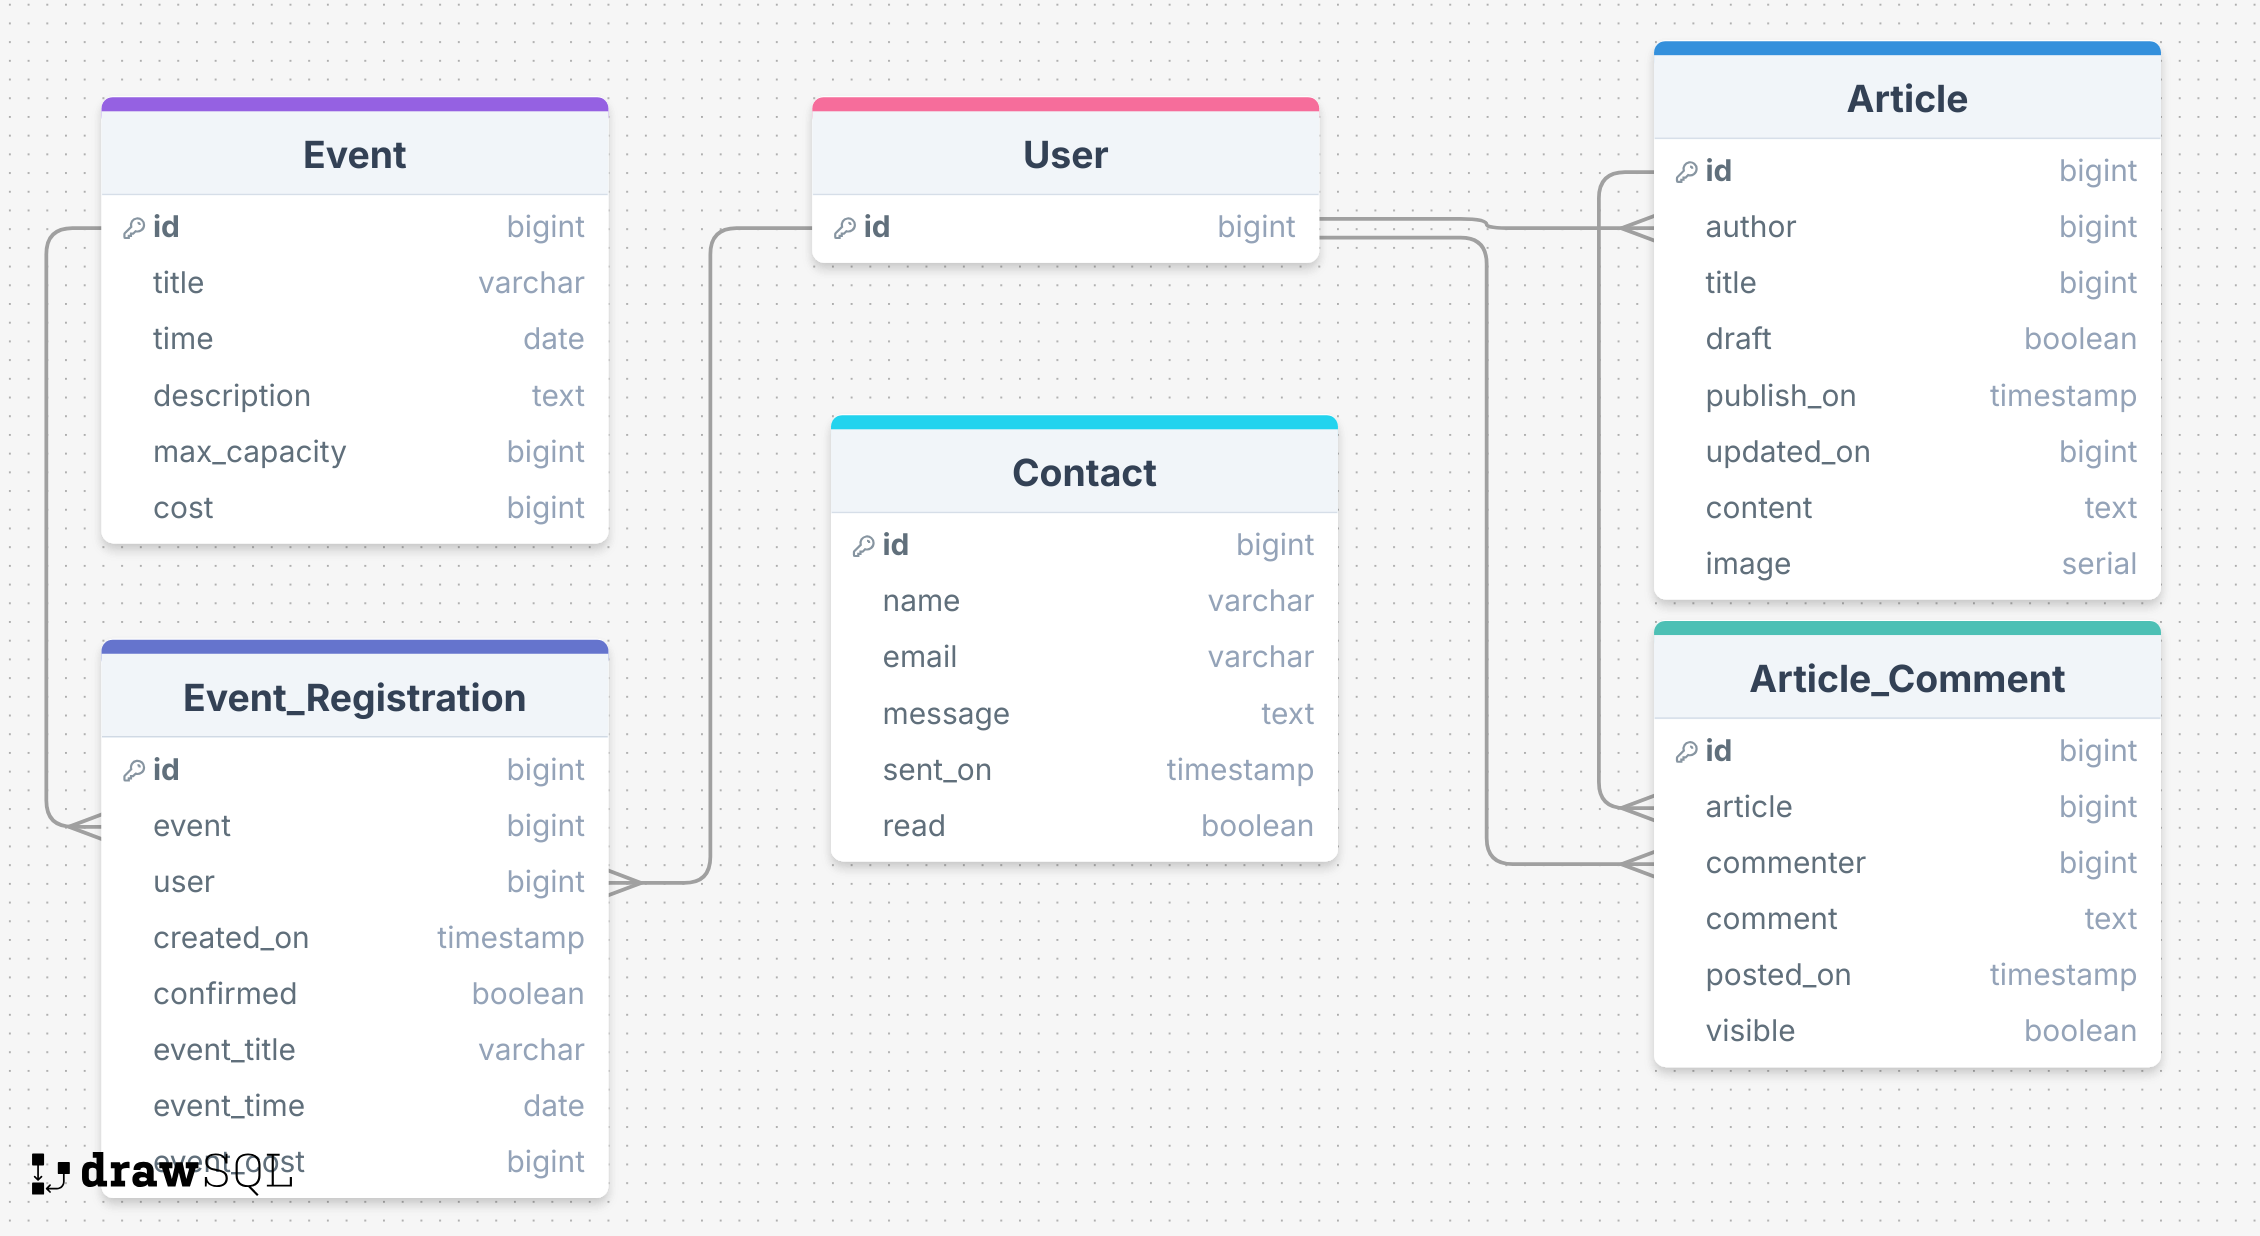 Event
id bigint
title varchar
time date
description text
max_capacity bigint
cost bigint
Event_Registration
id bigint
event bigint
user bigint
created_on timestamp
confirmed boolean
event_title varchar
event_time date
event_cost bigint
drawSQL
User
id bigint
Contact
id bigint
name varchar
email varchar
message text
sent_on timestamp
read boolean
Article
id bigint
author bigint
title bigint
draft boolean
publish_on timestamp
updated_on bigint
content text
image serial
Article_Comment
id bigint
article bigint
commenter bigint
comment text
posted_on timestamp
visible boolean